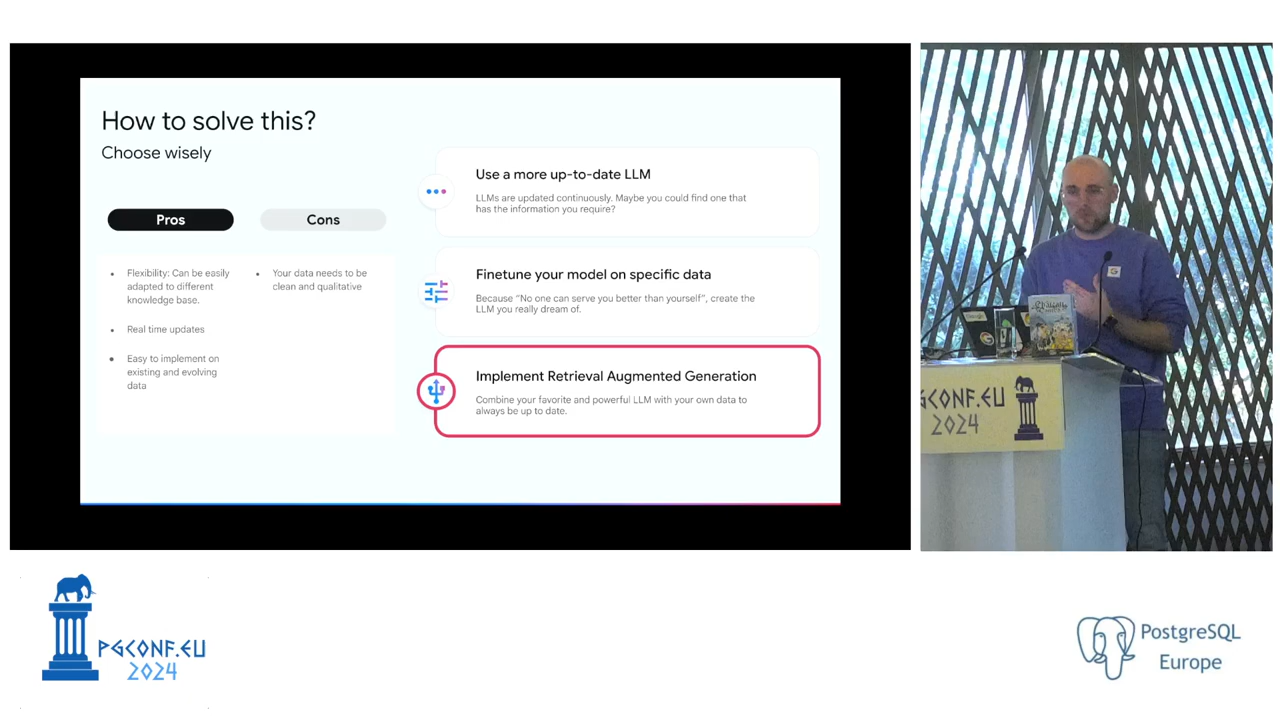 How to solve this?
Choose wisely
Pros
Cons
Flexibility: Can be easily
adapted to different
knowledge base.
Real time updates
Easy to implement on
existing and evolving
data
Your data needs to be
clean and qualitative
Use a more up-to-date LLM
LLMs are updated continuously. Maybe you could find one that
has the information you require?
Finetune your model on specific data
Because “No one can serve you better than yourself”, create the
LLM you really dream of.
Implement Retrieval Augmented Generation
Combine your favorite and powerful LLM with your own data to
always be up to date.
GCONF.EU
2024
PGCONF.EU
2024
PostgreSQL
Europe